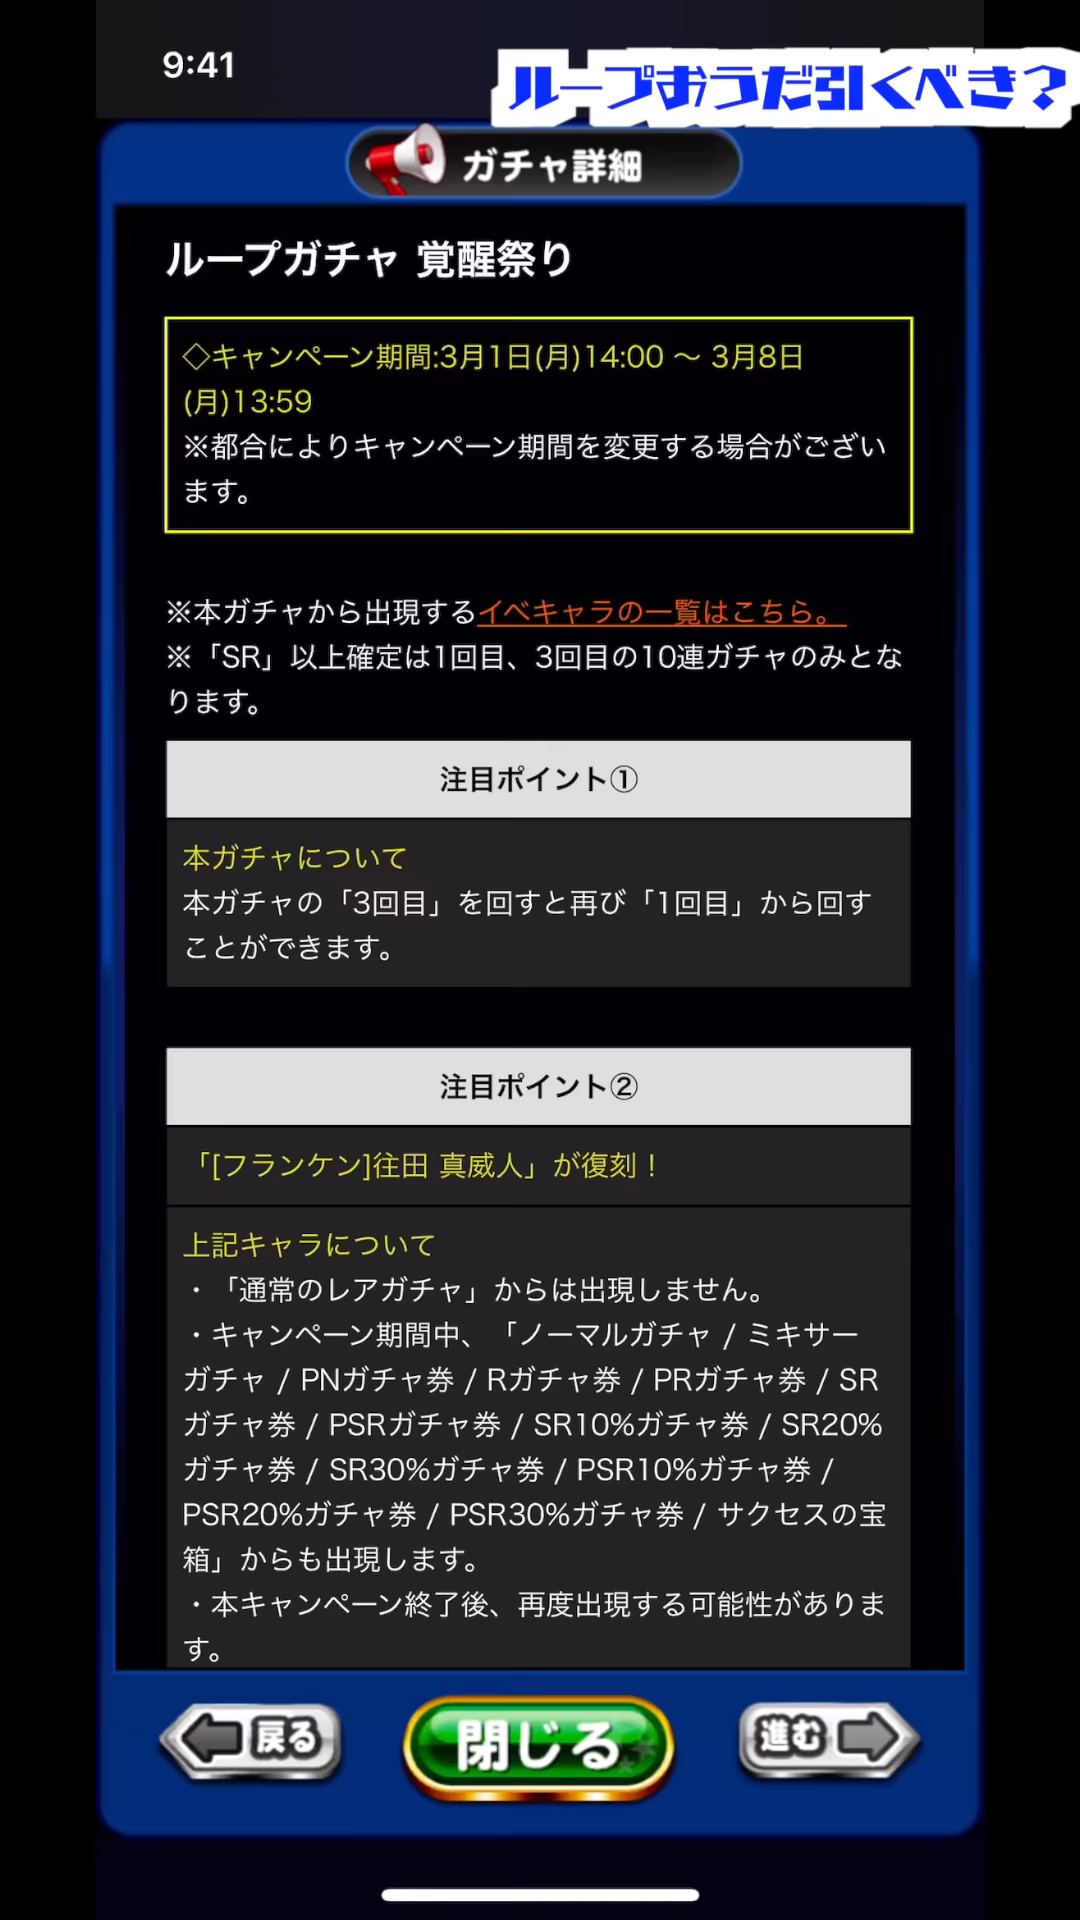 9:41
ループおうだ引くべき？
ガチャ詳細
ループガチャ 覚醒祭り
◇キャンペーン期間:3月1日(月)14:00 ～ 3月8日
(月)13:59
※都合によりキャンペーン期間を変更する場合がござい
ます。
※本ガチャから出現するイベキャラの一覧はこちら。
※「SR」以上確定は1回目、3回目の10連ガチャのみとな
ります。
注目ポイント①
本ガチャについて
本ガチャの「3回目」を回すと再び「1回目」から回す
ことができます。
注目ポイント②
「[フランケン]往田 真威人」が復刻！
上記キャラについて
・「通常のレアガチャ」からは出現しません。
・キャンペーン期間中、「ノーマルガチャ / ミキサー
ガチャ / PNガチャ券 / Rガチャ券 / PRガチャ券 / SR
ガチャ券 / PSRガチャ券 / SR10%ガチャ券 / SR20%
ガチャ券 / SR30%ガチャ券 / PSR10%ガチャ券 /
PSR20%ガチャ券 / PSR30%ガチャ券 / サクセスの宝
箱」からも出現します。
・本キャンペーン終了後、再度出現する可能性がありま
す。
戻る
閉じる
進む